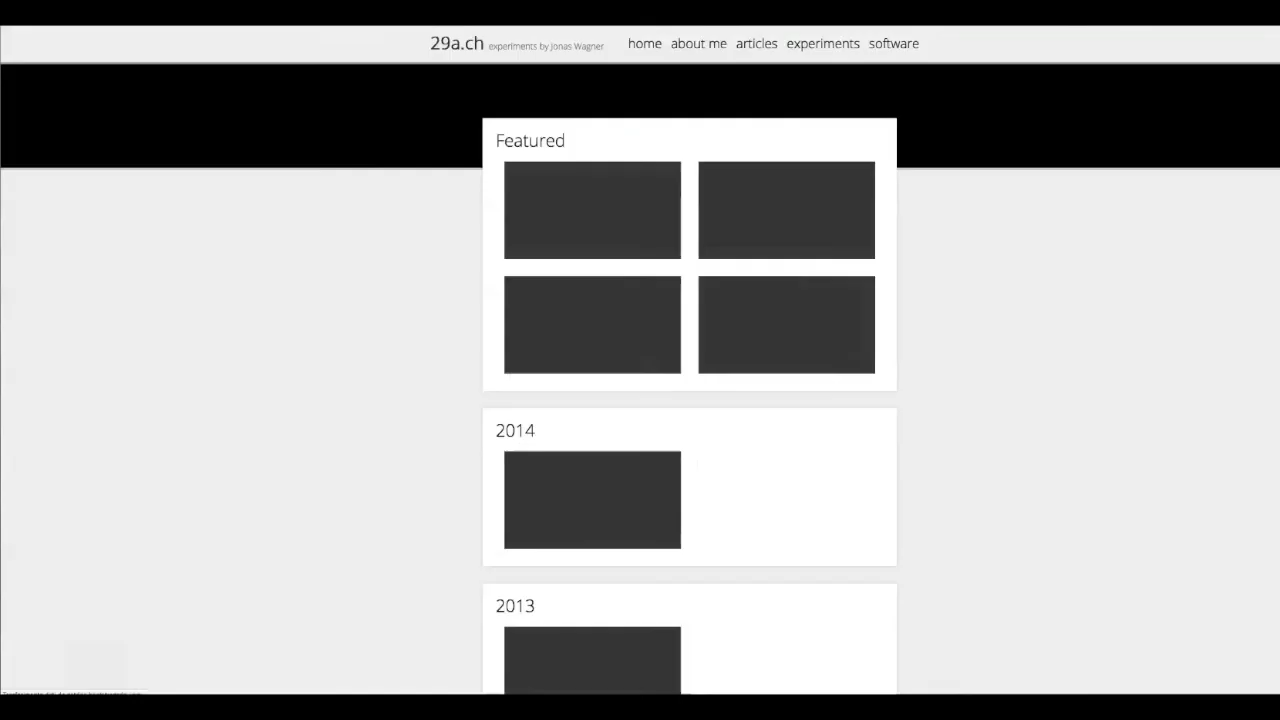 29a.ch experiments by Jonas Wagner home about me articles experiments software
Featured
2014
2013